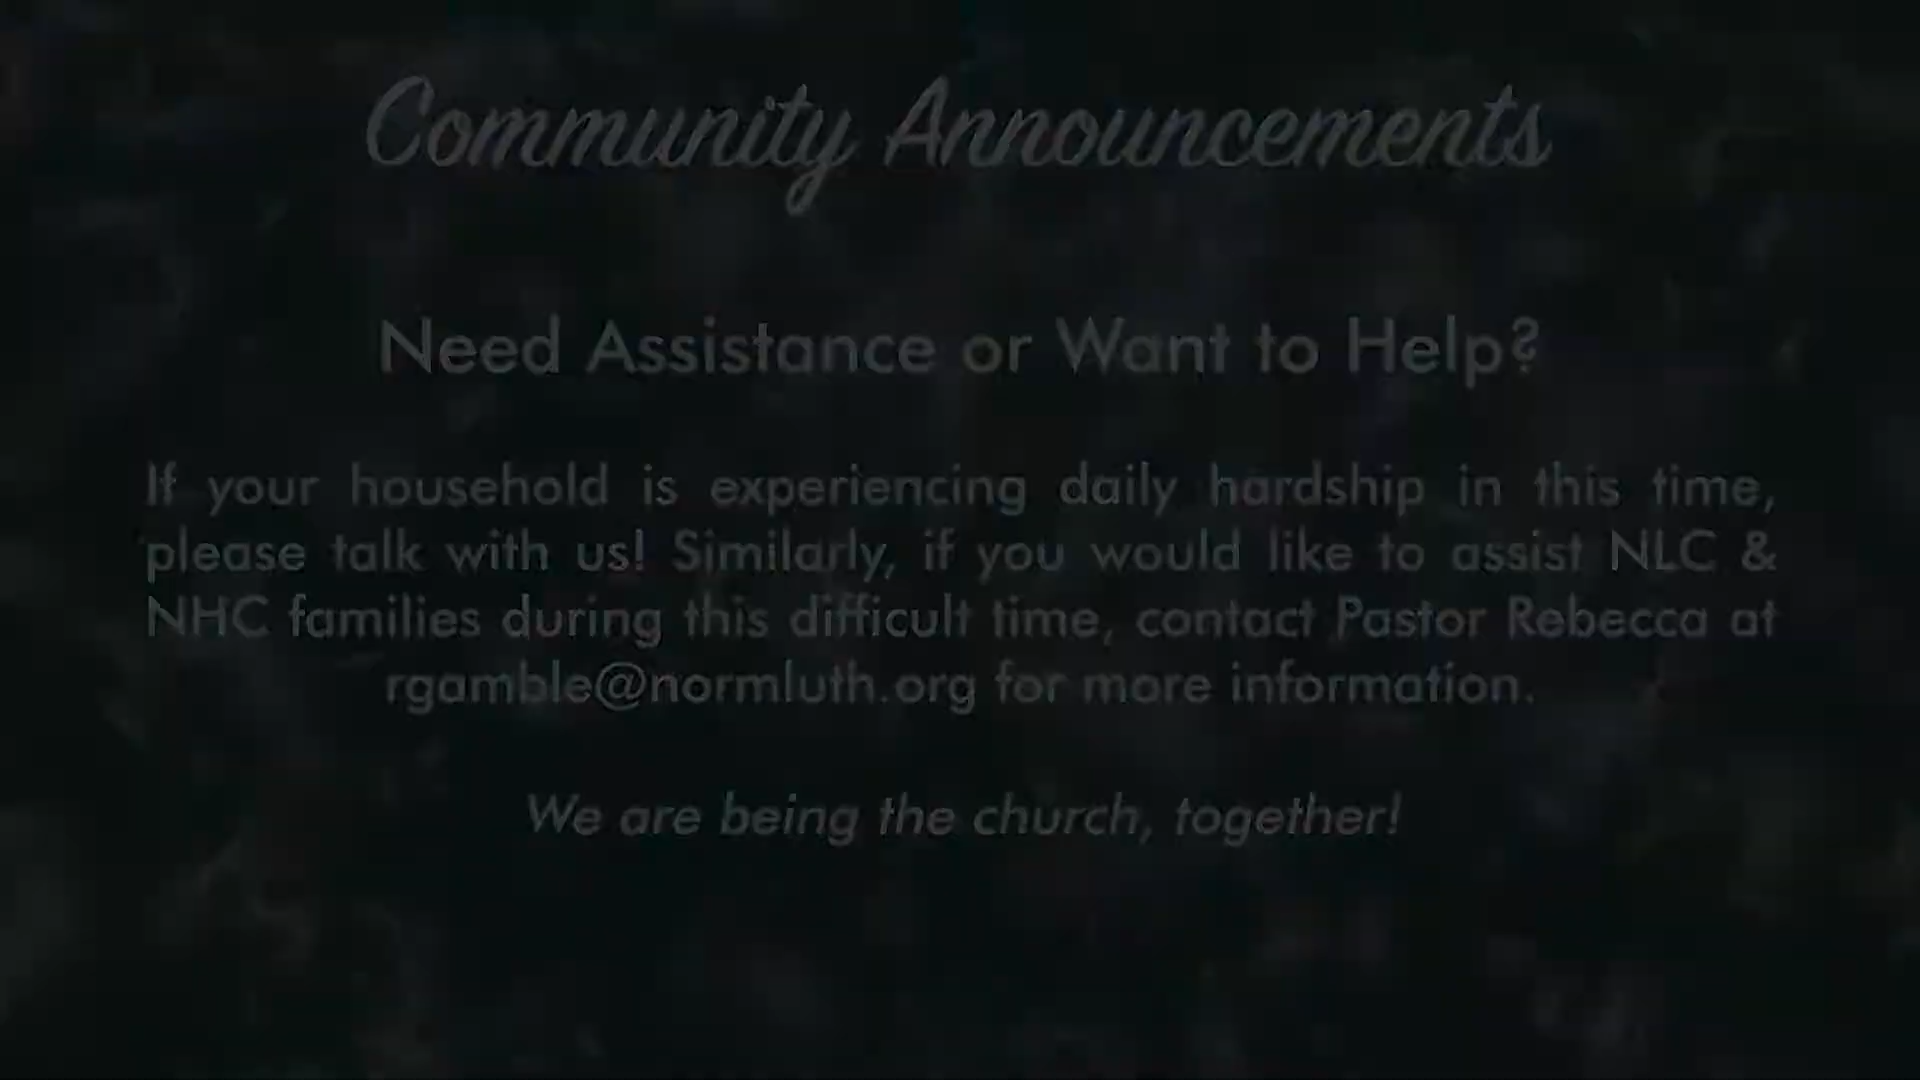 Community Announcements
Need Assistance or Want to Help?
If your household is experiencing daily hardship in this time,
please talk with us! Similarly, if you would like to assist NLC &
NHC families during this difficult time, contact Pastor Rebecca at
rgamble@normluth.org for more information.
We are being the church, together!